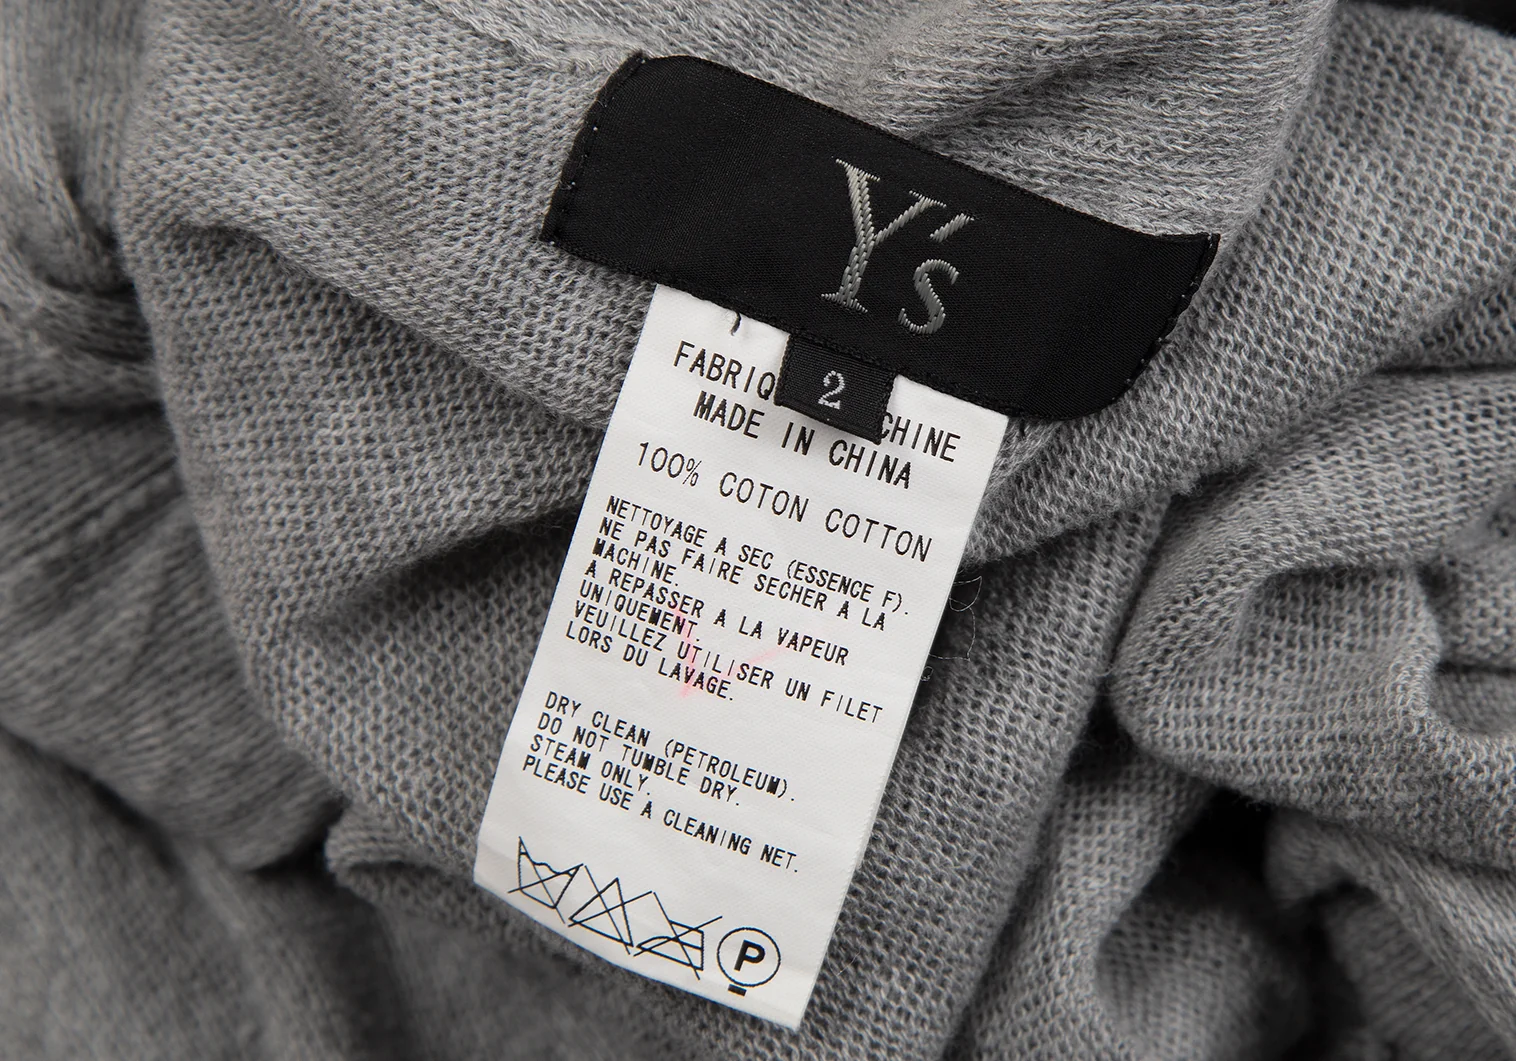 Y's
2
FABRIQ CHINE
MADE IN CHINA
100% COTON COTTON
NETTOYAGE A SEC (ESSENCE F).
NE PAS FAIRE SECHER A LA
MACHINE.
A REPASSER A LA VAPEUR
UNIQUEMENT.
VEUILLEZ UTILISER UN FILET
LORS DU LAVAGE.
DRY CLEAN (PETROLEUM).
DO NOT TUMBLE DRY.
STEAM ONLY.
PLEASE USE A CLEANING NET.
P